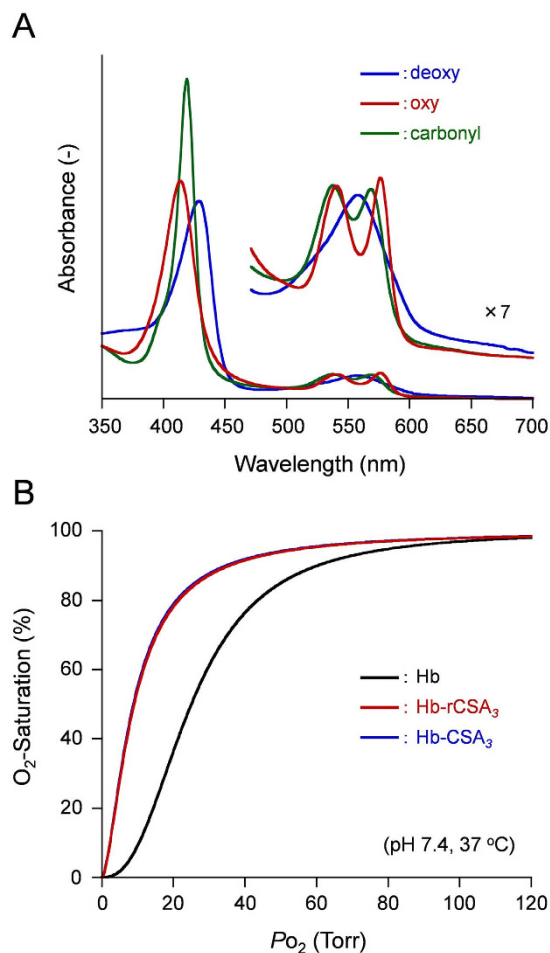 A
: deoxy
: oxy
: carbonyl
Absorbance (-)
×7
350 400 450 500 550 600 650 700
Wavelength (nm)
B
100
80
60
40
20
0
O₂-Saturation (%)
: Hb
: Hb-rCSA₃
: Hb-CSA₃
(pH 7.4, 37 ºC)
0 20 40 60 80 100 120
Po₂ (Torr)